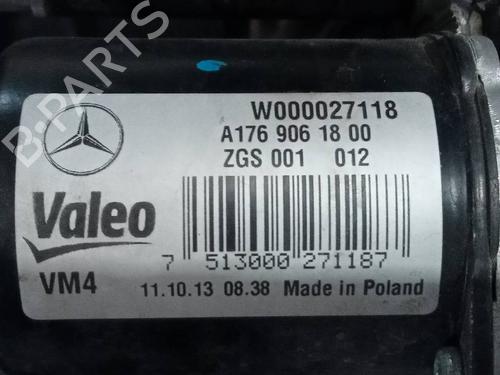 W000027118
A176 906 18 00
ZGS 001 012
Valeo
7 513000 271187
VM4
11.10.13 08.38 Made in Poland
B-PARTS